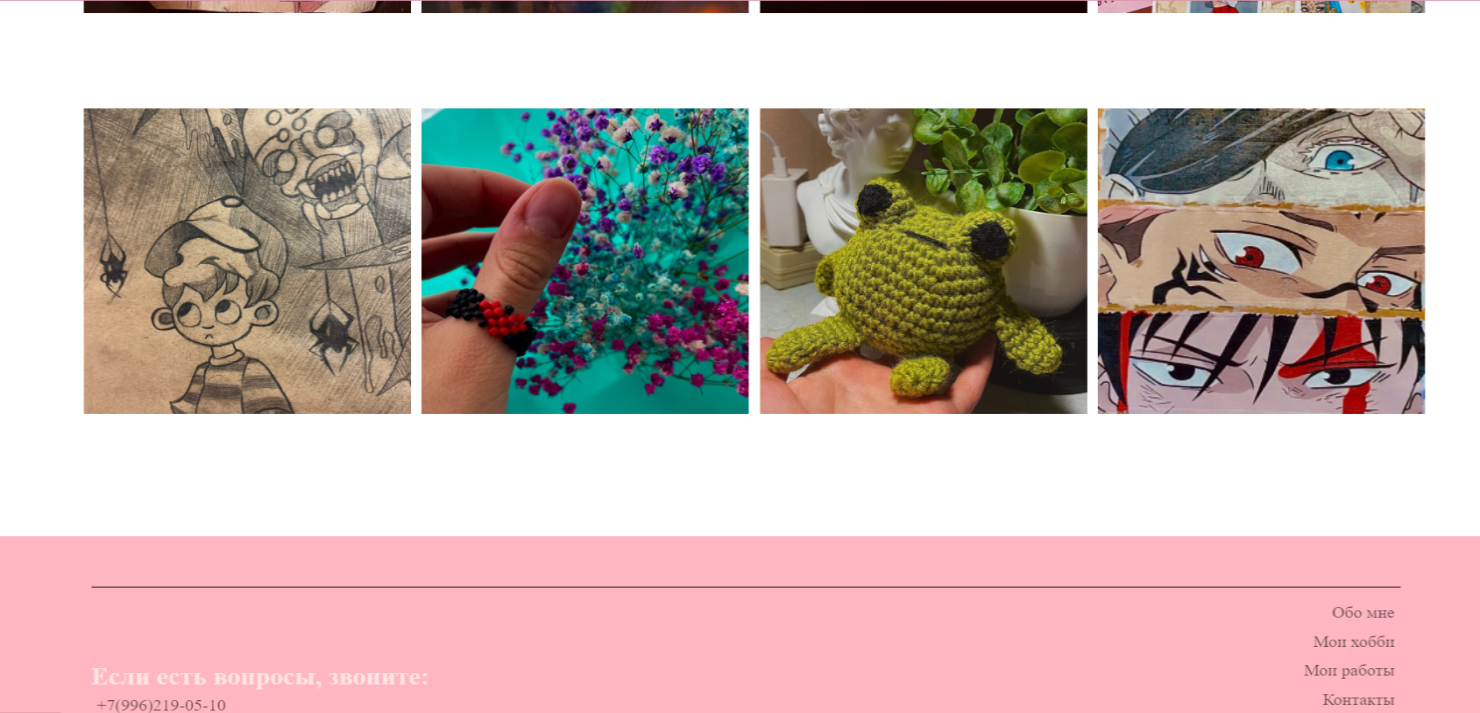 Обо мне
Мои хобби
Мои работы
Если есть вопросы, звоните:
Контакты
+7(996)219-05-10